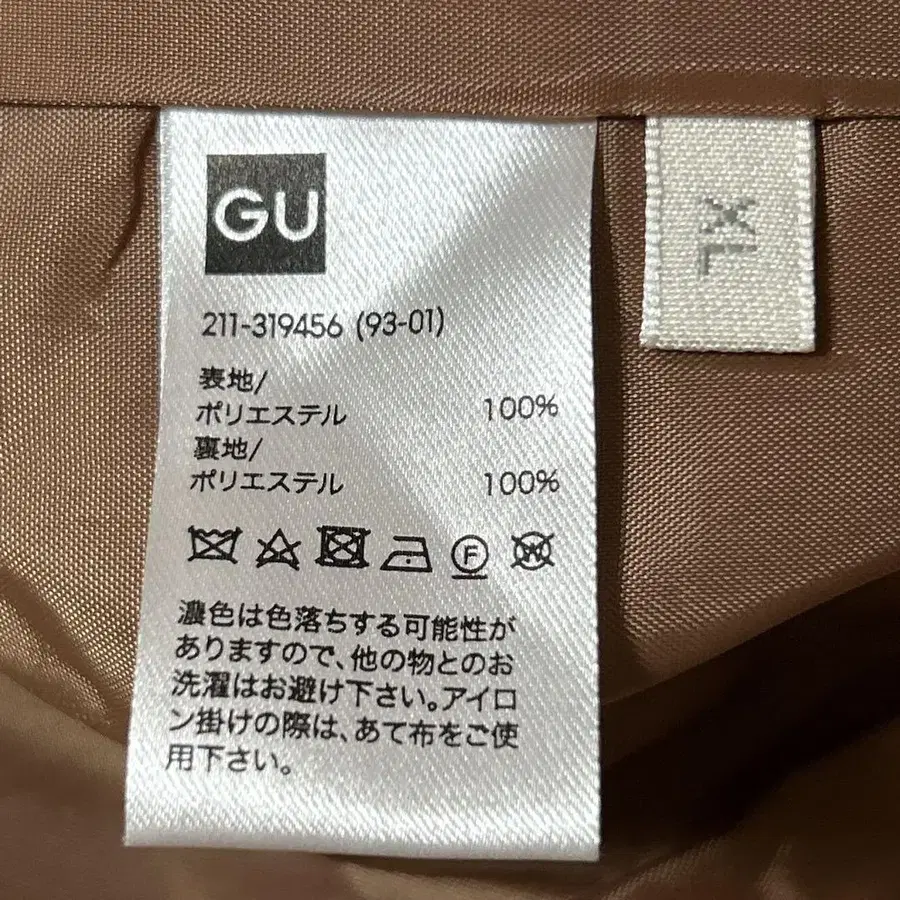 GU
XL
211-319456 (93-01)
表地/
ポリエステル 100%
裏地/
ポリエステル 100%
F W
濃色は色落ちする可能性が
ありますので、他の物とのお
洗濯はお避け下さい。アイロ
ン掛けの際は、あて布をご使
用下さい。